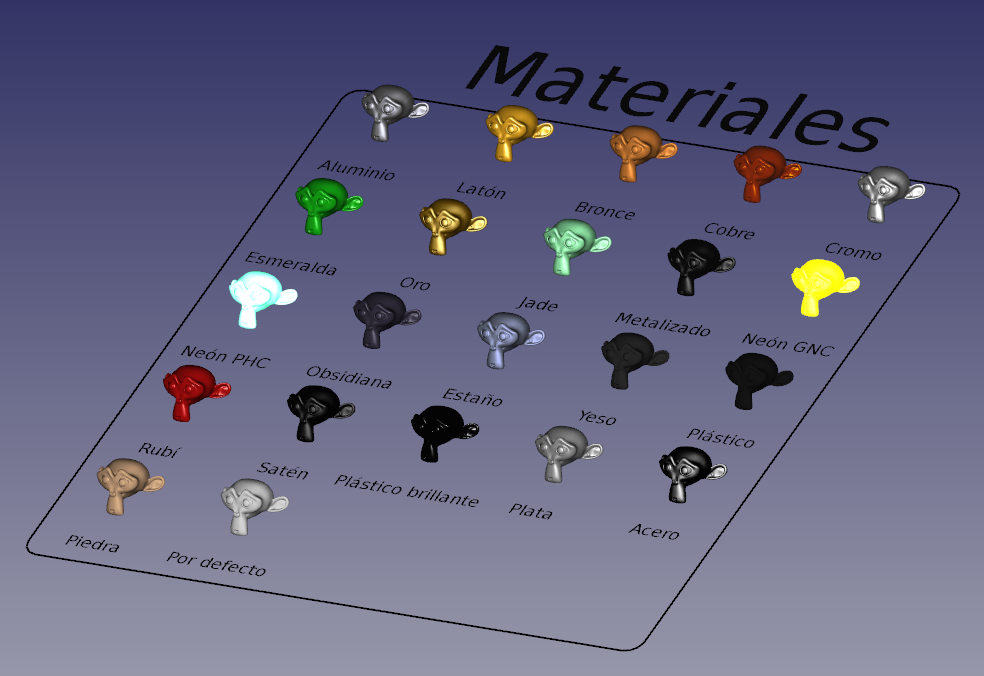 Materiales
Aluminio
Latón
Bronce
Cobre
Cromo
Esmeralda
Oro
Jade
Metalizado
Neón GNC
Neón PHC
Obsidiana
Estaño
Yeso
Plástico
Rubí
Satén
Plástico brillante
Plata
Acero
Piedra
Por defecto